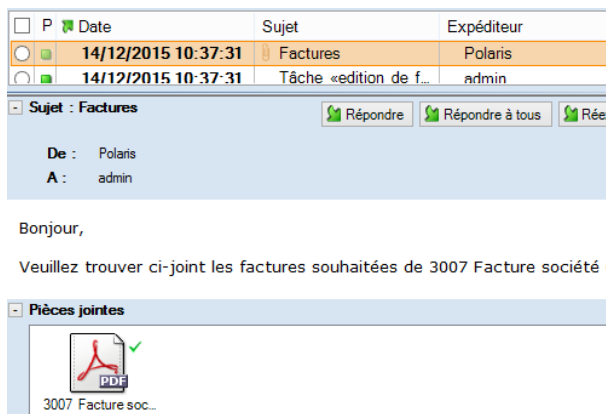 P Date Sujet Expéditeur
14/12/2015 10:37:31 Factures Polaris
14/12/2015 10:37:31 Tâche «edition de f... admin
- Sujet : Factures Répondre Répondre à tous Rée
De : Polaris
A : admin
Bonjour,
Veuillez trouver ci-joint les factures souhaitées de 3007 Facture société
- Pièces jointes
PDF
3007 Facture soc...